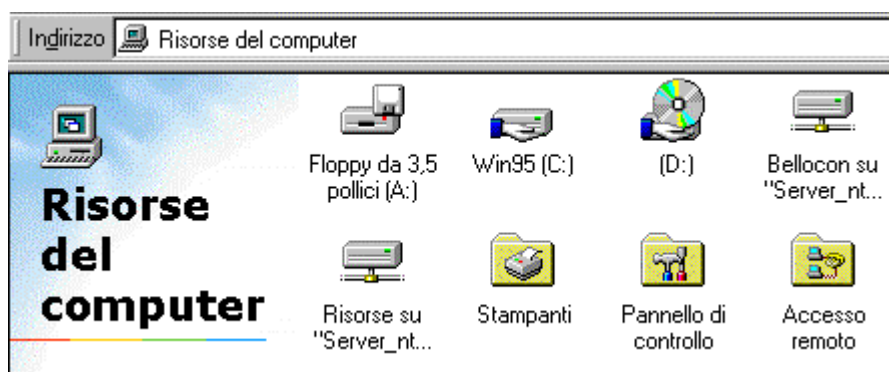 Indirizzo Risorse del computer
Risorse
del
computer
Floppy da 3,5
pollici (A:)
Win95 (C:)
(D:)
Bellocon su
"Server_nt...
Risorse su
"Server_nt...
Stampanti
Pannello di
controllo
Accesso
remoto